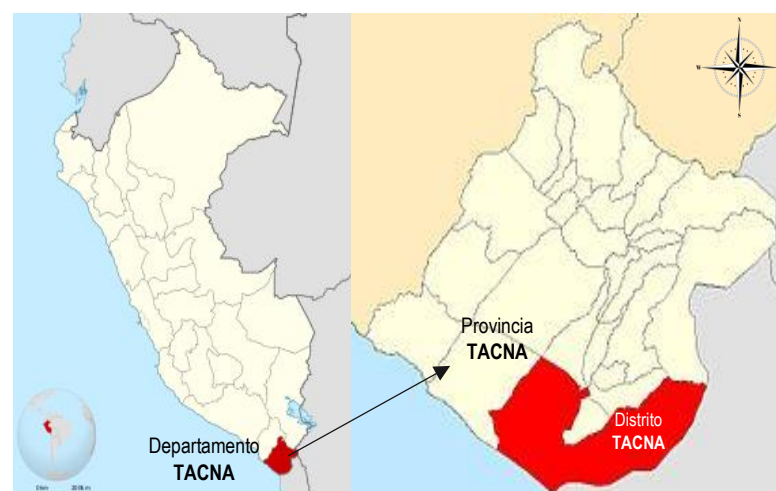 Departamento
TACNA
Provincia
TACNA
Distrito
TACNA
N
W
S